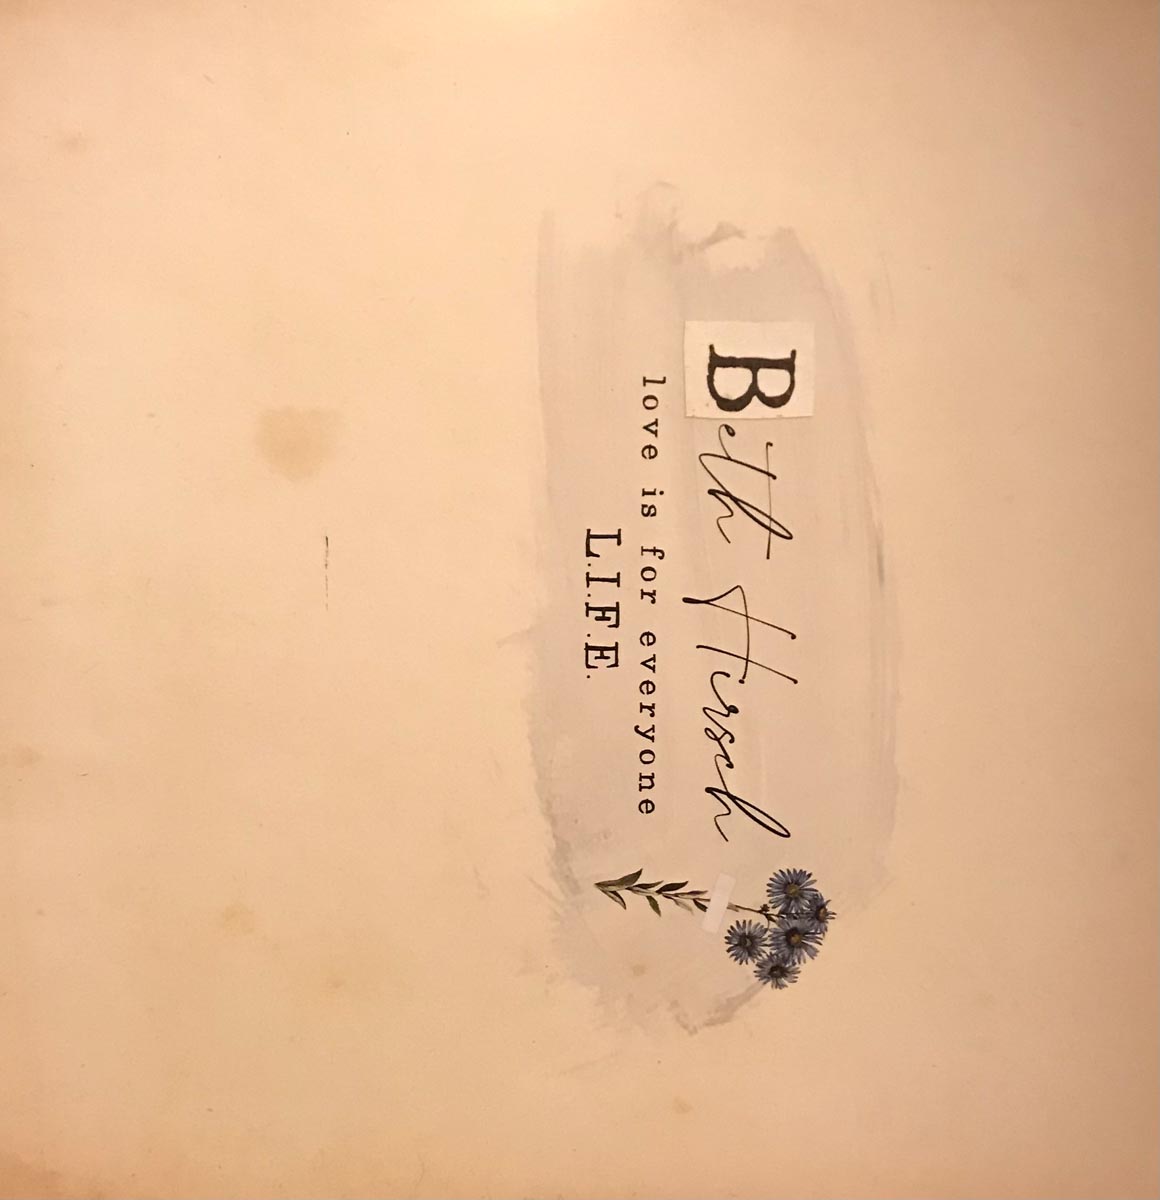 Beth Hirsch
love is for everyone
L.I.F.E.